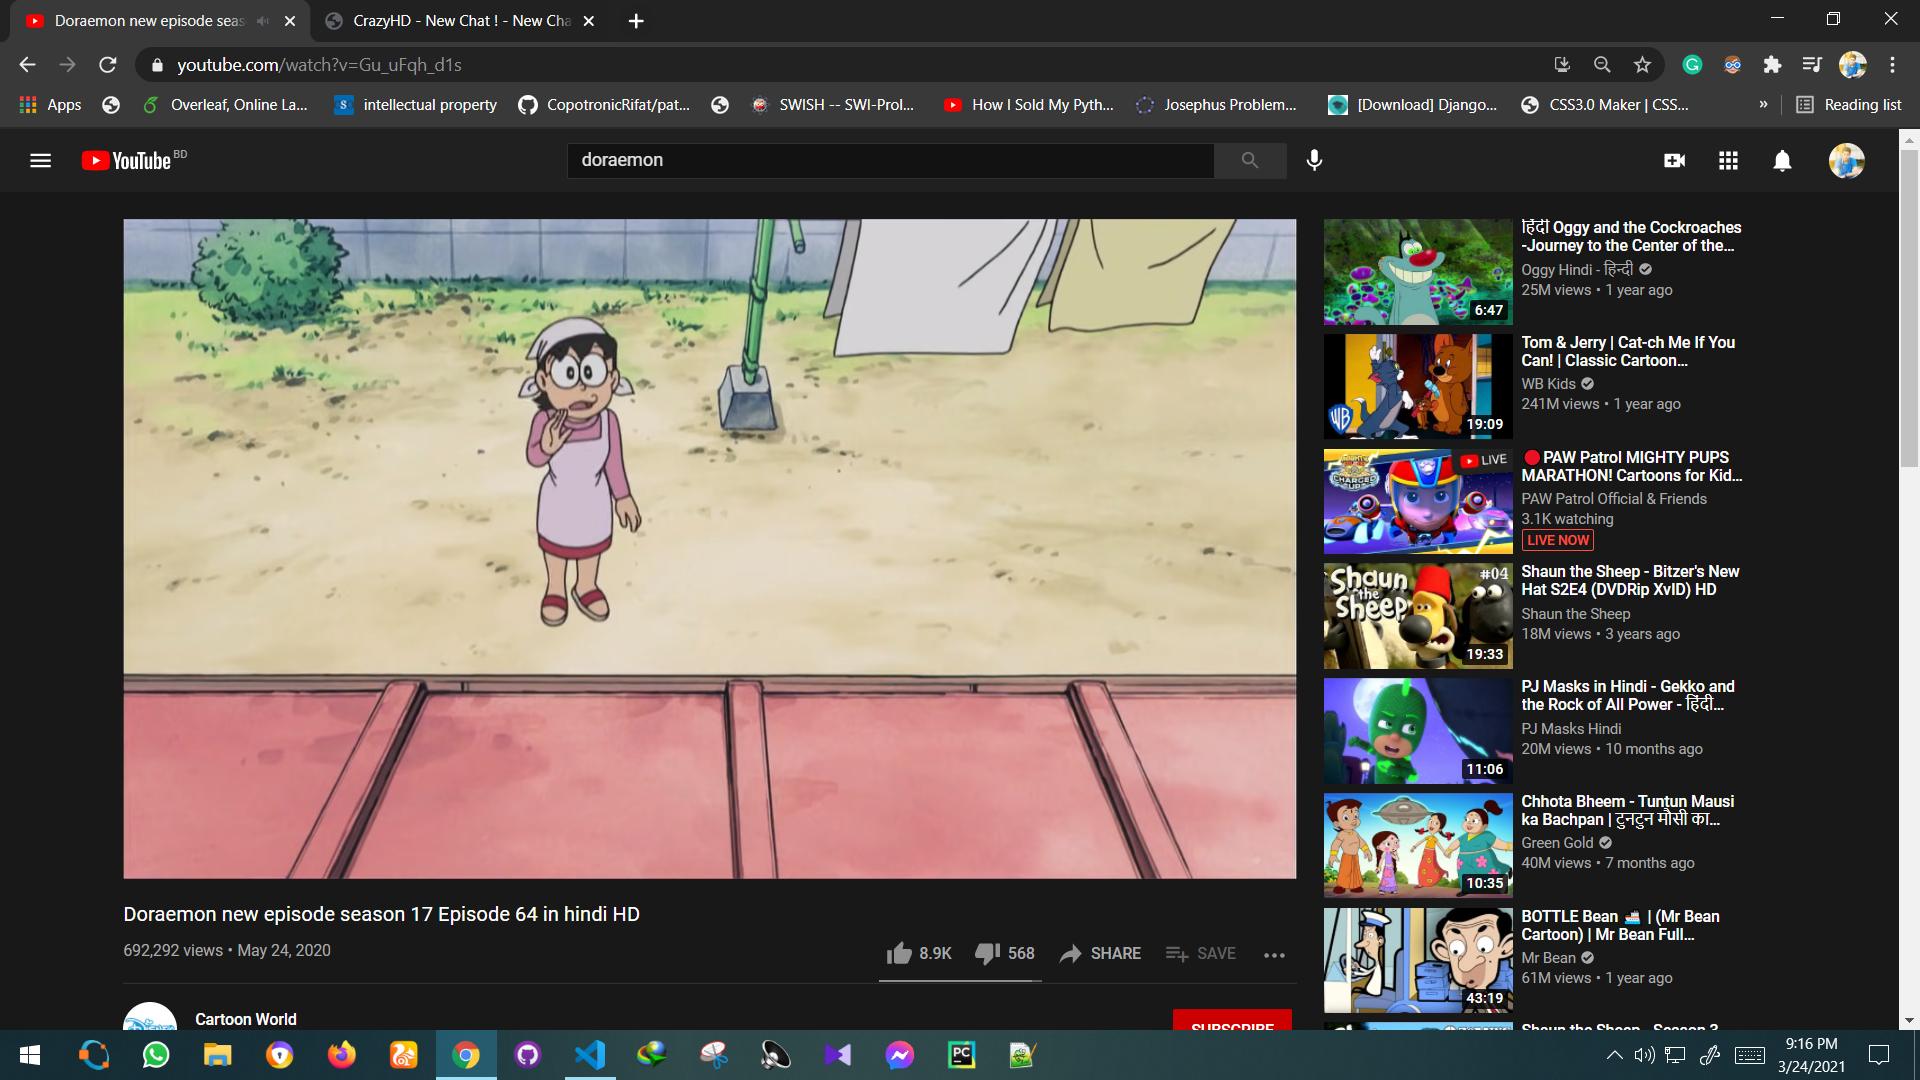 Doraemon new episode seas
CrazyHD - New Chat ! - New Cha
youtube.com/watch?v=Gu_uFqh_d1s
Apps
Overleaf, Online La...
S intellectual property
CopotronicRifat/pat...
SWISH -- SWI-Prol...
How I Sold My Pyth...
Josephus Problem...
[Download] Django...
CSS3.0 Maker | CSS...
»
Reading list
YouTube BD
doraemon
हिंदी Oggy and the Cockroaches
-Journey to the Center of the...
Oggy Hindi - हिन्दी
25M views • 1 year ago
6:47
Tom & Jerry | Cat-ch Me If You
Can! | Classic Cartoon...
WB Kids
241M views • 1 year ago
WB
19:09
PAW Patrol MIGHTY PUPS
MARATHON! Cartoons for Kid...
PAW Patrol Official & Friends
3.1K watching
LIVE NOW
LIVE
CHARGED UP
Shaun the Sheep - Bitzer's New
Hat S2E4 (DVDRip XvID) HD
Shaun the Sheep
18M views • 3 years ago
Shaun the Sheep
#04
19:33
PJ Masks in Hindi - Gekko and
the Rock of All Power - हिंदी...
PJ Masks Hindi
20M views • 10 months ago
11:06
Chhota Bheem - Tuntun Mausi
ka Bachpan | टुनटुन मौसी का...
Green Gold
40M views • 7 months ago
10:35
BOTTLE Bean 🚢 | (Mr Bean
Cartoon) | Mr Bean Full...
Mr Bean
61M views • 1 year ago
43:19
Shaun the Sheep - Season 3
Doraemon new episode season 17 Episode 64 in hindi HD
692,292 views • May 24, 2020
8.9K
568
SHARE
SAVE
Cartoon World
SUBSCRIBE
PC
9:16 PM
3/24/2021